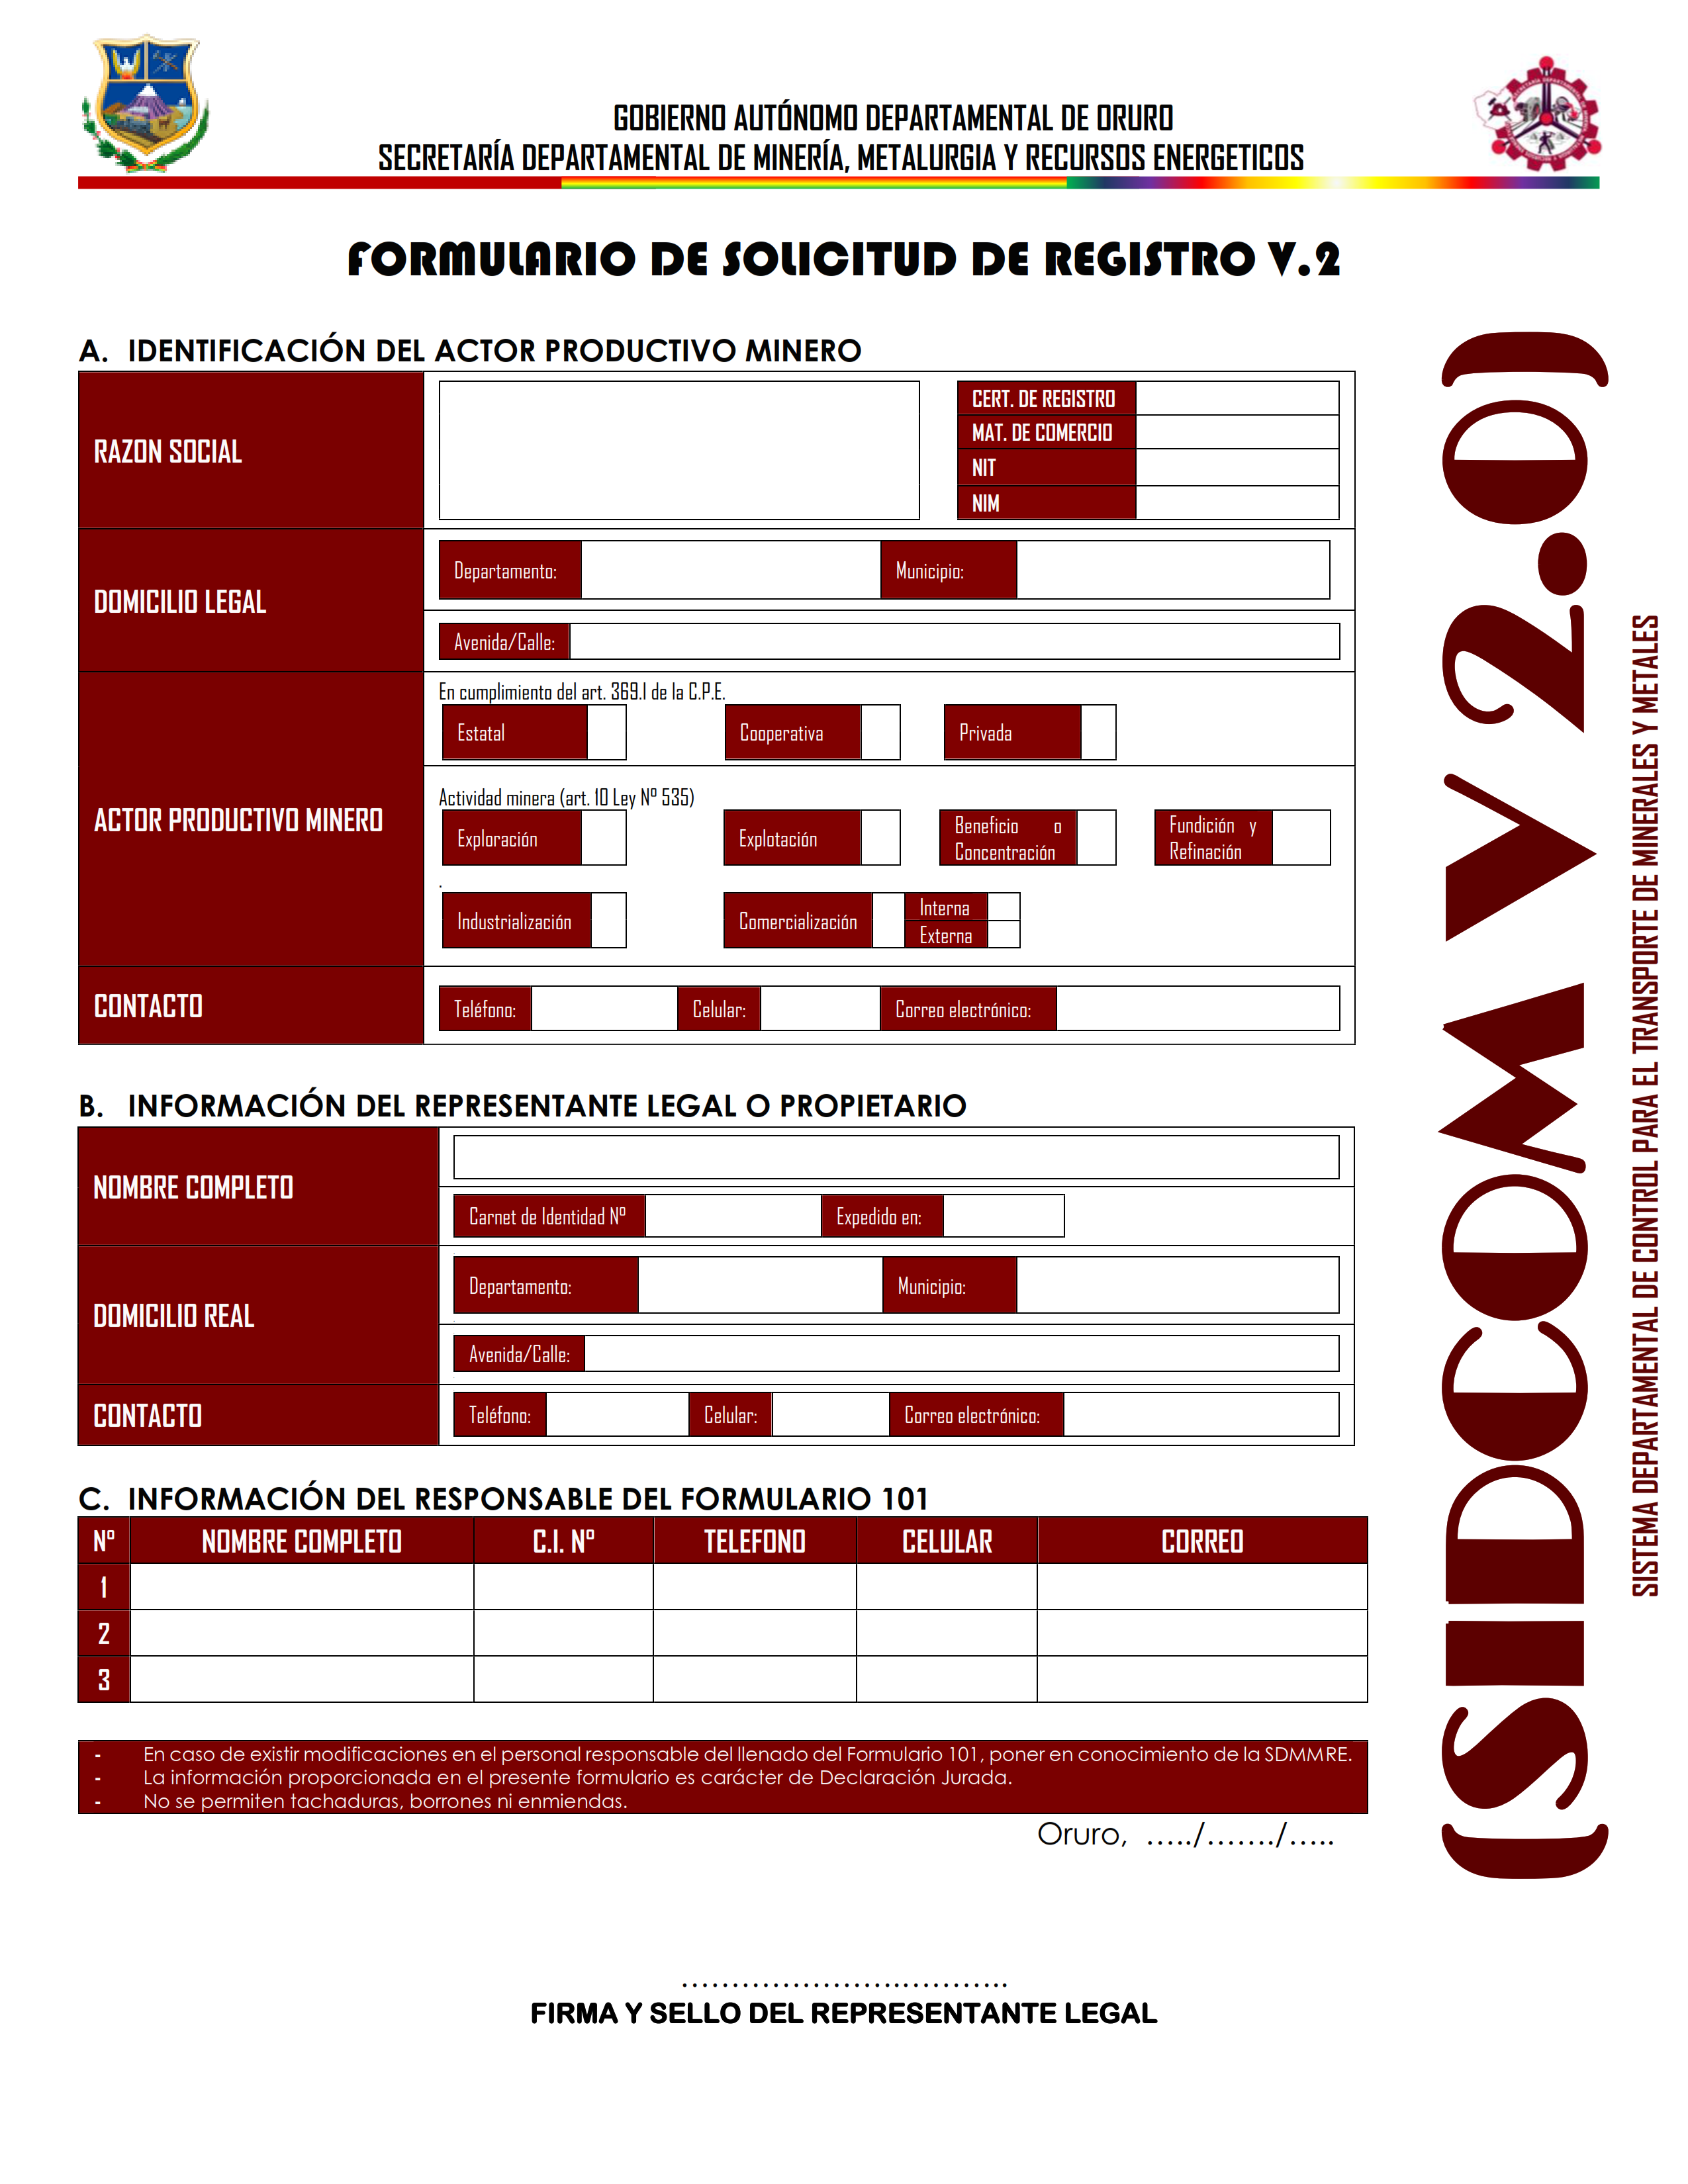 GOBIERNO AUTÓNOMO DEPARTAMENTAL DE ORURO
SECRETARÍA DEPARTAMENTAL DE MINERÍA, METALURGIA Y RECURSOS ENERGETICOS
FORMULARIO DE SOLICITUD DE REGISTRO V.2
A. IDENTIFICACIÓN DEL ACTOR PRODUCTIVO MINERO
RAZON SOCIAL
CERT. DE REGISTRO
MAT. DE COMERCIO
NIT
NIM
DOMICILIO LEGAL
Departamento: Municipio:
Avenida/Calle:
ACTOR PRODUCTIVO MINERO
En cumplimiento del art. 369.I de la C.P.E.
Estatal Cooperativa Privada
Actividad minera (art. 10 Ley Nº 535)
Exploración Explotación Beneficio o Concentración Fundición y Refinación
.
Industrialización Comercialización Interna
Externa
CONTACTO
Teléfono: Celular: Correo electrónico:
B. INFORMACIÓN DEL REPRESENTANTE LEGAL O PROPIETARIO
NOMBRE COMPLETO
Carnet de Identidad Nº Expedido en:
DOMICILIO REAL
Departamento: Municipio:
Avenida/Calle:
CONTACTO
Teléfono: Celular: Correo electrónico:
C. INFORMACIÓN DEL RESPONSABLE DEL FORMULARIO 101
Nº NOMBRE COMPLETO C.I. Nº TELEFONO CELULAR CORREO
1
2
3
- En caso de existir modificaciones en el personal responsable del llenado del Formulario 101, poner en conocimiento de la SDMMRE.
- La información proporcionada en el presente formulario es carácter de Declaración Jurada.
- No se permiten tachaduras, borrones ni enmiendas.
Oruro, ...../......./.....
................................
FIRMA Y SELLO DEL REPRESENTANTE LEGAL
(SIDCOM V 2.0)
SISTEMA DEPARTAMENTAL DE CONTROL PARA EL TRANSPORTE DE MINERALES Y METALES